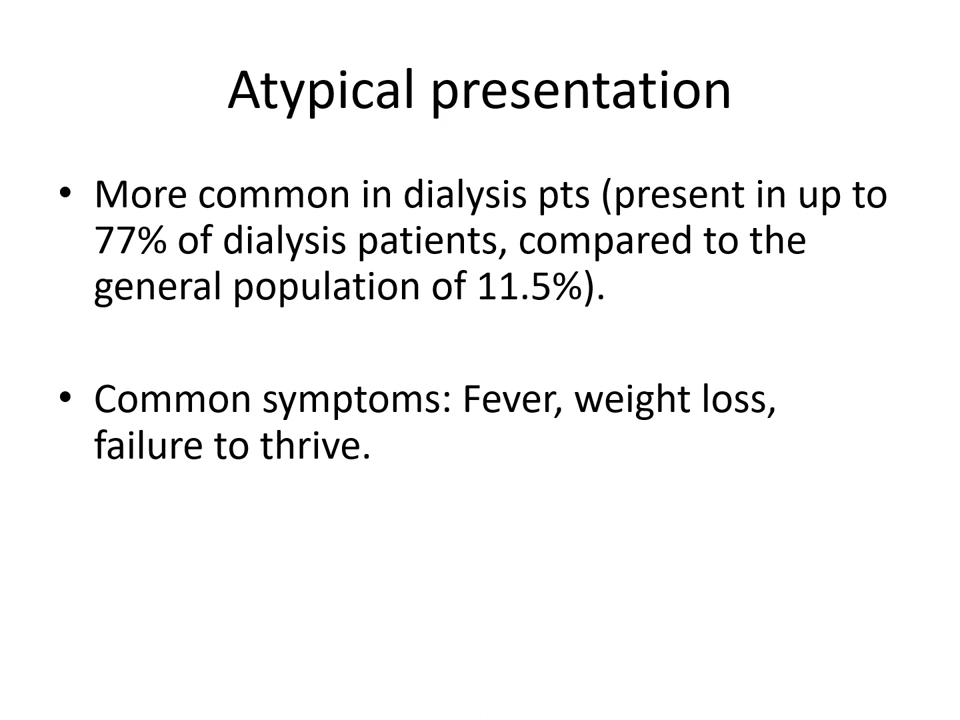 Atypical presentation
• More common in dialysis pts (present in up to
77% of dialysis patients, compared to the
general population of 11.5%).
• Common symptoms: Fever, weight loss,
failure to thrive.